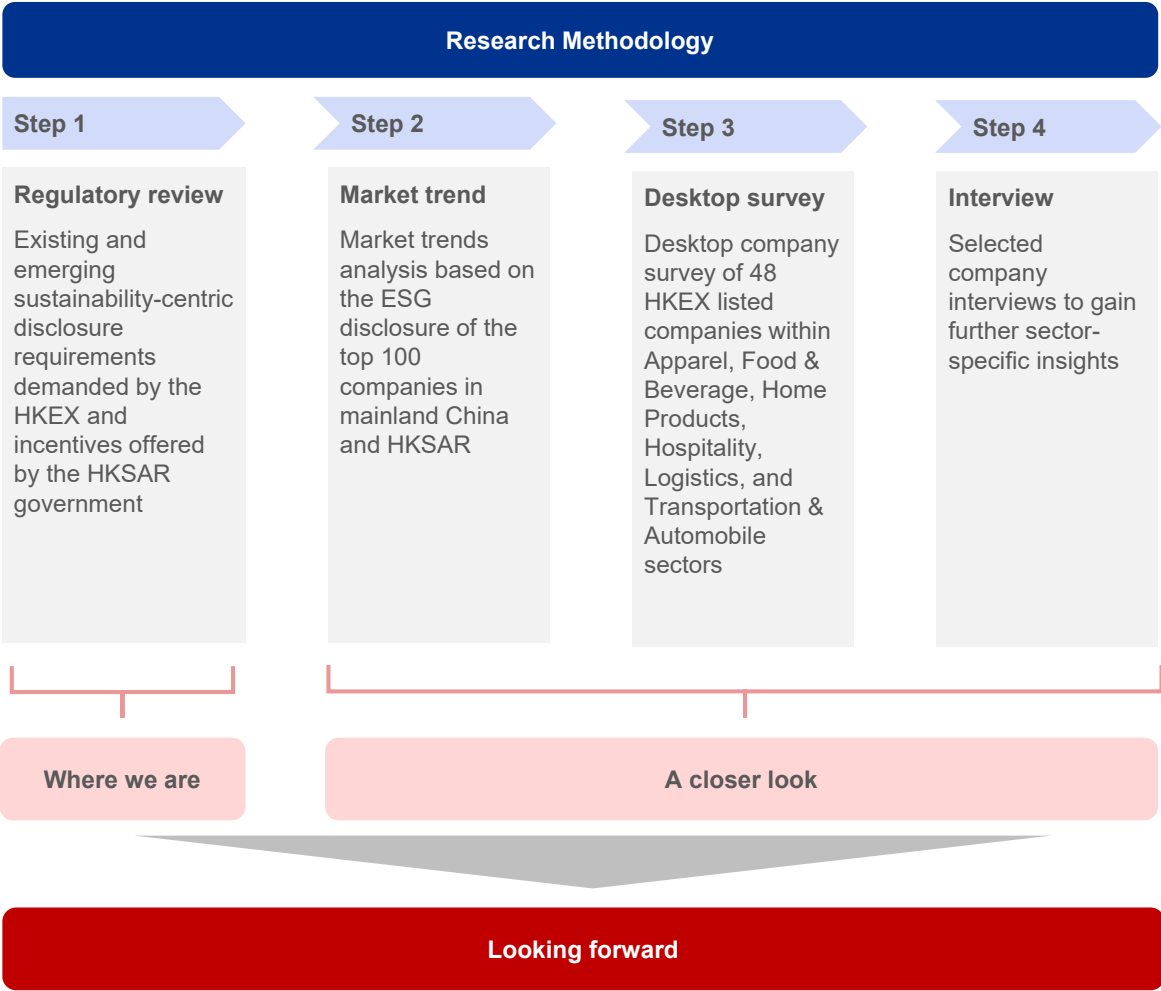 Research Methodology
Step 1
Regulatory review
Existing and
emerging
sustainability-centric
disclosure
requirements
demanded by the
HKEX and
incentives offered
by the HKSAR
government
Step 2
Market trend
Market trends
analysis based on
the ESG
disclosure of the
top 100
companies in
mainland China
and HKSAR
Step 3
Desktop survey
Desktop company
survey of 48
HKEX listed
companies within
Apparel, Food &
Beverage, Home
Products,
Hospitality,
Logistics, and
Transportation &
Automobile
sectors
Step 4
Interview
Selected
company
interviews to gain
further sector-
specific insights
Where we are
A closer look
Looking forward